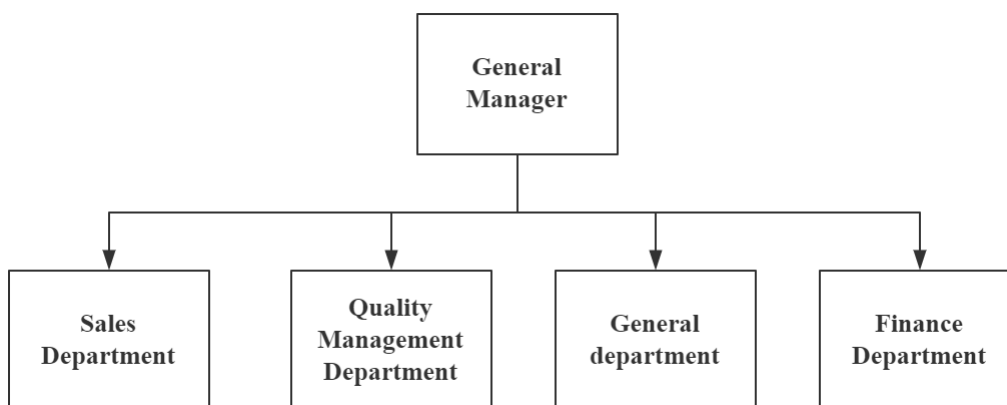 General
Manager
Sales
Department
Quality
Management
Department
General
department
Finance
Department